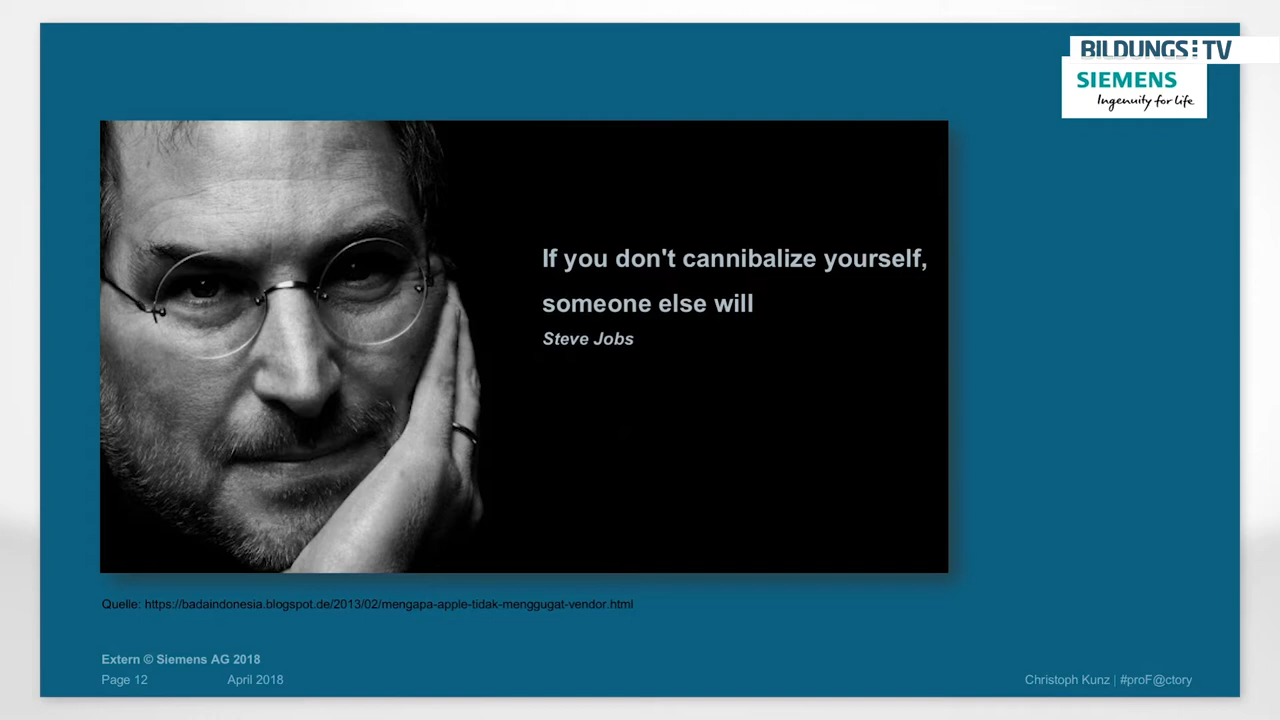 BILDUNGS⁝TV
SIEMENS
Ingenuity for life
If you don't cannibalize yourself,
someone else will
Steve Jobs
Quelle: https://badaindonesia.blogspot.de/2013/02/mengapa-apple-tidak-menggugat-vendor.html
Extern © Siemens AG 2018
Page 12 April 2018 Christoph Kunz | #proF@ctory